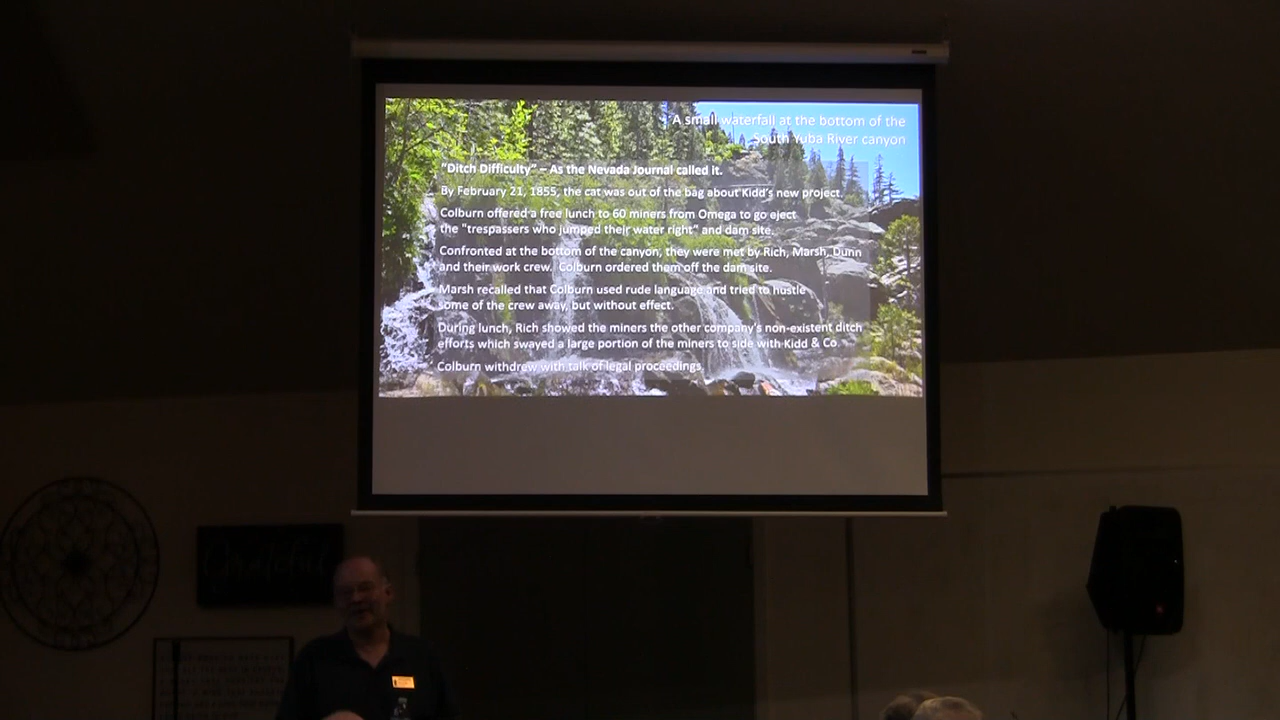 A small waterfall at the bottom of the
South Yuba River canyon
"Ditch Difficulty" – As the Nevada Journal called it.
By February 21, 1855, the cat was out of the bag about Kidd's new project.
Colburn offered a free lunch to 60 miners from Omega to go eject
the "trespassers who jumped their water right" and dam site.
Confronted at the bottom of the canyon, they were met by Rich, Marsh, Dunn
and their work crew. Colburn ordered them off the dam site.
Marsh recalled that Colburn used rude language and tried to hustle
some of the crew away, but without effect.
During lunch, Rich showed the miners the other company's non-existent ditch
efforts which swayed a large portion of the miners to side with Kidd & Co
Colburn withdrew with talk of legal proceedings.
Grateful